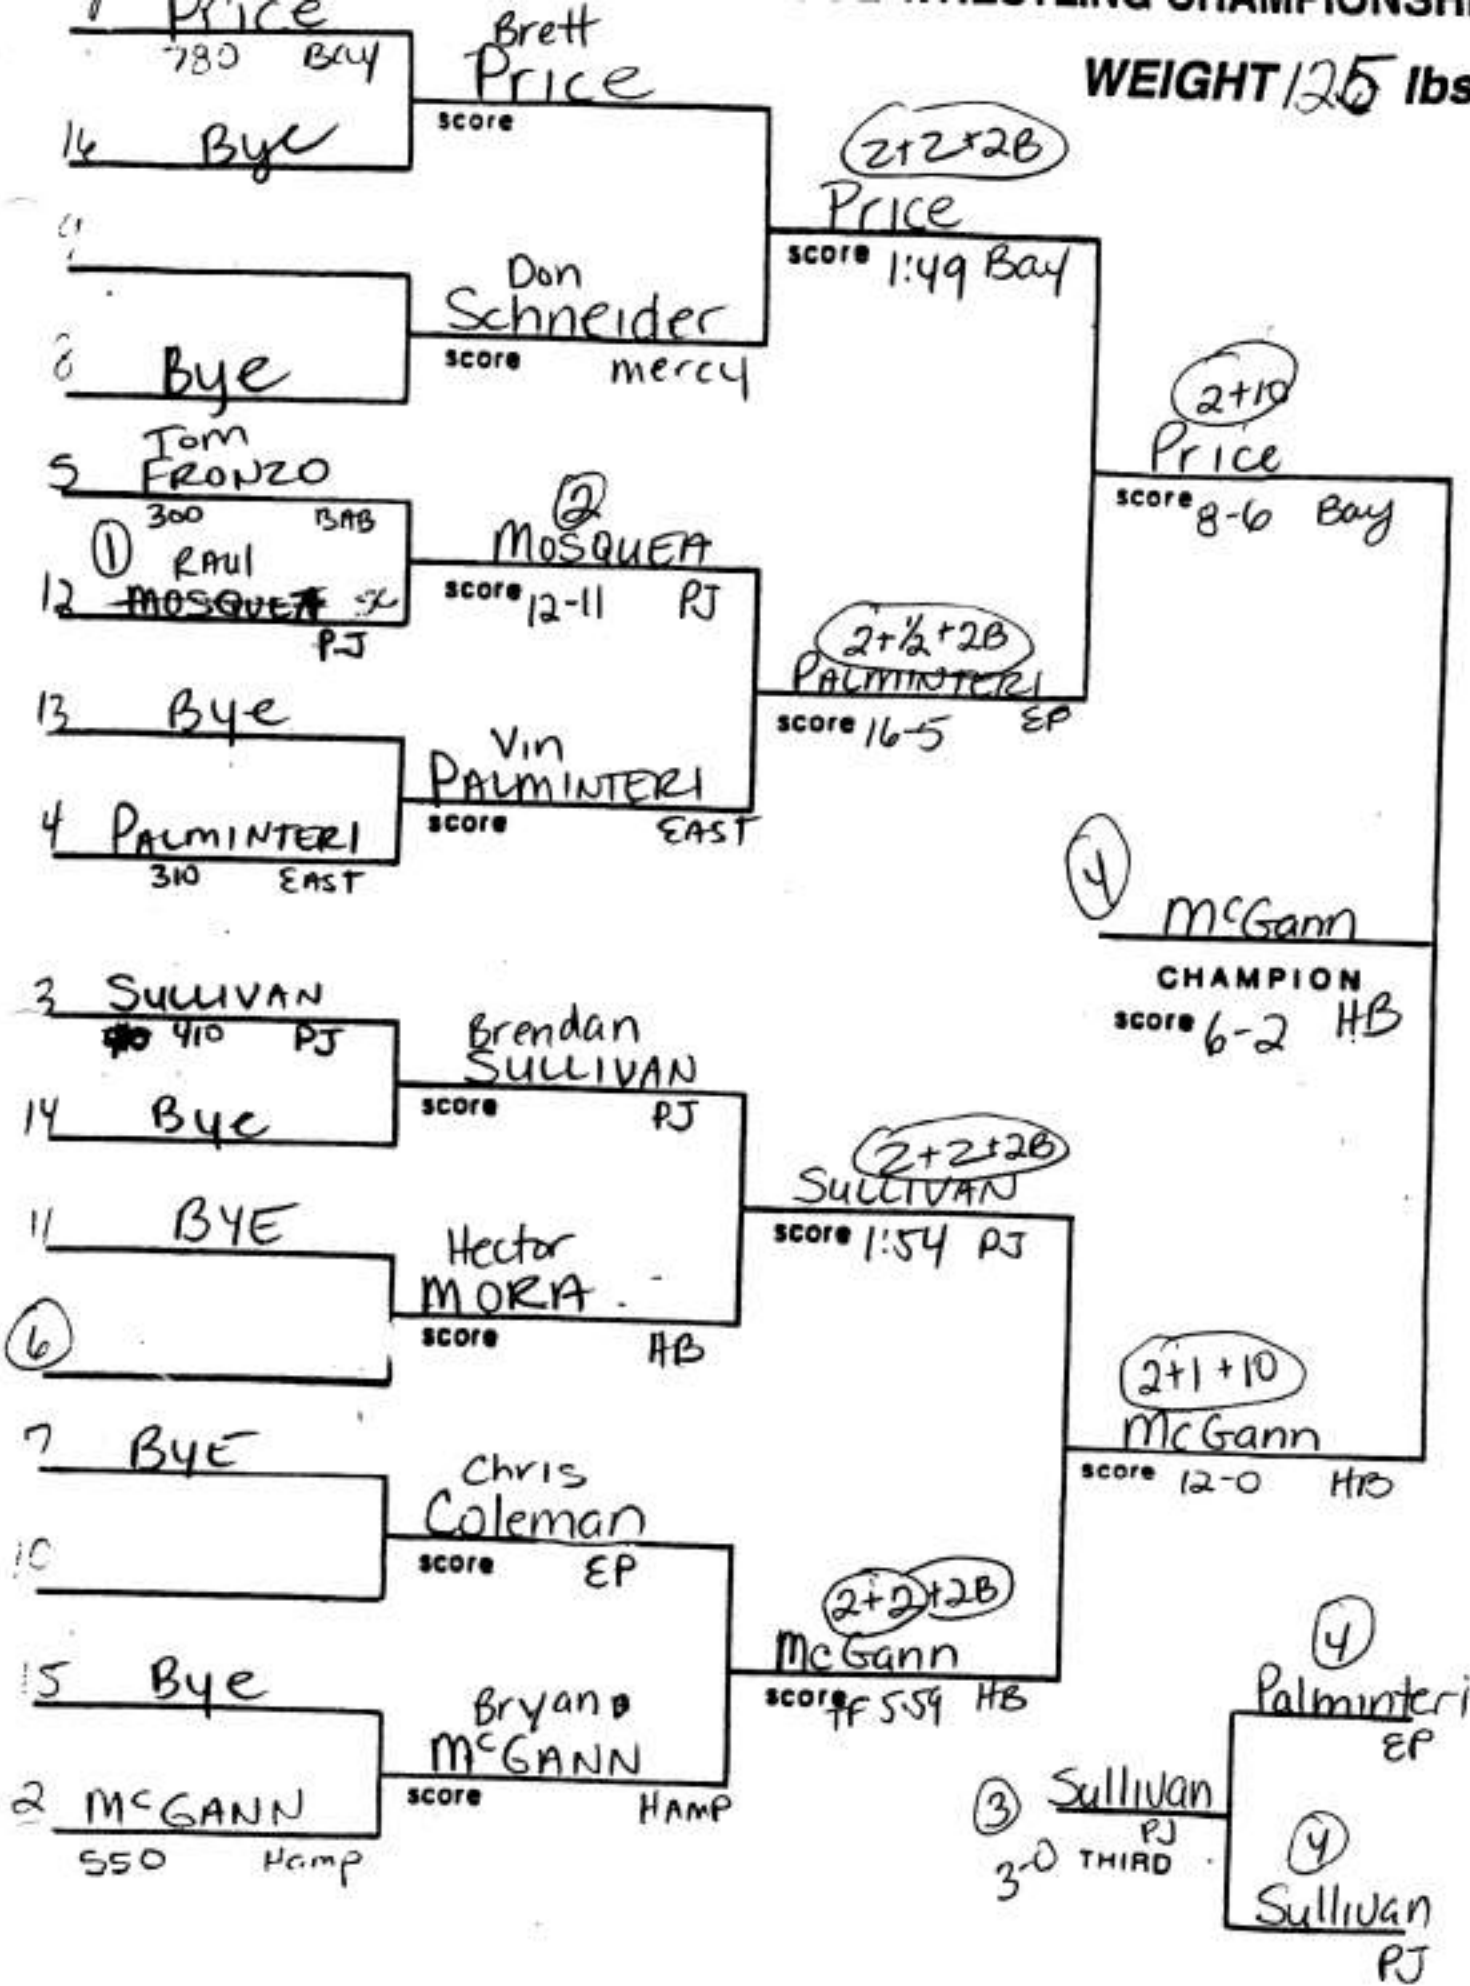 WRESTLING CHAMPIONSHI
WEIGHT 125 lbs
1 Price
780 Bay
16 Bye
Brett
Price
score
9
8 Bye
Don
Schneider
score mercy
2+2+2B
Price
score 1:49 Bay
5 Tom
FRONZO
300 BAB
1 RAUL
12 MOSQUEA
PJ
2
MOSQUEA
score 12-11 PJ
13 Bye
4 PALMINTERI
310 EAST
Vin
PALMINTERI
score EAST
2+1/2+2B
PALMINTERI
score 16-5 EP
2+10
Price
score 8-6 Bay
4
McGann
CHAMPION
score 6-2 HB
3 SULLIVAN
410 PJ
14 Bye
Brendan
SULLIVAN
score PJ
11 BYE
6
Hector
MORA
score HB
2+2+2B
SULLIVAN
score 1:54 PJ
7 BYE
10
Chris
Coleman
score EP
15 Bye
2 McGANN
550 Hamp
Bryan
McGANN
score HAMP
2+2+2B
McGann
score TF 5:59 HB
2+1+10
McGann
score 12-0 HB
4
Palminteri
EP
3 Sullivan
PJ
3-0 THIRD
4
Sullivan
PJ